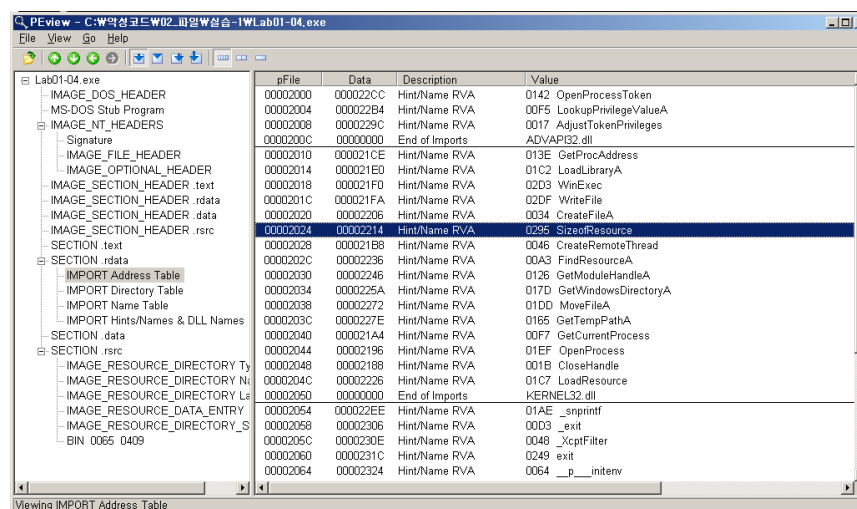 PEview - C:₩악성코드₩02_파일₩실습-1₩Lab01-04.exe
File View Go Help
Lab01-04.exe
IMAGE_DOS_HEADER
MS-DOS Stub Program
IMAGE_NT_HEADERS
Signature
IMAGE_FILE_HEADER
IMAGE_OPTIONAL_HEADER
IMAGE_SECTION_HEADER .text
IMAGE_SECTION_HEADER .rdata
IMAGE_SECTION_HEADER .data
IMAGE_SECTION_HEADER .rsrc
SECTION .text
SECTION .rdata
IMPORT Address Table
IMPORT Directory Table
IMPORT Name Table
IMPORT Hints/Names & DLL Names
SECTION .data
SECTION .rsrc
IMAGE_RESOURCE_DIRECTORY Ty
IMAGE_RESOURCE_DIRECTORY Na
IMAGE_RESOURCE_DIRECTORY La
IMAGE_RESOURCE_DATA_ENTRY
IMAGE_RESOURCE_DIRECTORY_S
BIN 0065 0409
pFile Data Description Value
00002000 000022CC Hint/Name RVA 0142 OpenProcessToken
00002004 000022B4 Hint/Name RVA 00F5 LookupPrivilegeValueA
00002008 0000229C Hint/Name RVA 0017 AdjustTokenPrivileges
0000200C 00000000 End of Imports ADVAPI32.dll
00002010 000021CE Hint/Name RVA 013E GetProcAddress
00002014 000021E0 Hint/Name RVA 01C2 LoadLibraryA
00002018 000021F0 Hint/Name RVA 02D3 WinExec
0000201C 000021FA Hint/Name RVA 02DF WriteFile
00002020 00002206 Hint/Name RVA 0034 CreateFileA
00002024 00002214 Hint/Name RVA 0295 SizeofResource
00002028 000021B8 Hint/Name RVA 0046 CreateRemoteThread
0000202C 00002236 Hint/Name RVA 00A3 FindResourceA
00002030 00002246 Hint/Name RVA 0126 GetModuleHandleA
00002034 0000225A Hint/Name RVA 017D GetWindowsDirectoryA
00002038 00002272 Hint/Name RVA 01DD MoveFileA
0000203C 0000227E Hint/Name RVA 0165 GetTempPathA
00002040 000021A4 Hint/Name RVA 00F7 GetCurrentProcess
00002044 00002196 Hint/Name RVA 01EF OpenProcess
00002048 00002188 Hint/Name RVA 001B CloseHandle
0000204C 00002226 Hint/Name RVA 01C7 LoadResource
00002050 00000000 End of Imports KERNEL32.dll
00002054 000022EE Hint/Name RVA 01AE _snprintf
00002058 00002306 Hint/Name RVA 00D3 _exit
0000205C 0000230E Hint/Name RVA 0048 _XcptFilter
00002060 0000231C Hint/Name RVA 0249 exit
00002064 00002324 Hint/Name RVA 0064 __p___initenv
Viewing IMPORT Address Table